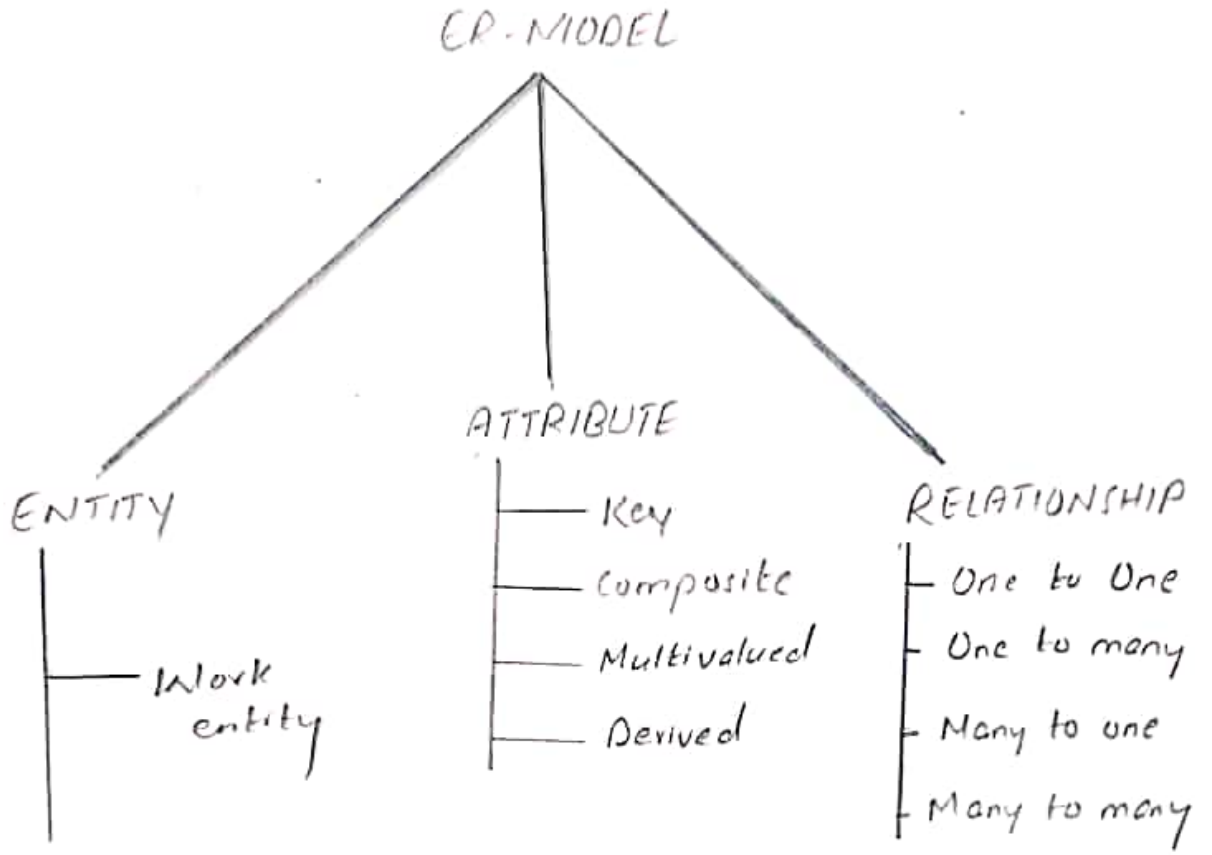 ER-MODEL
ATTRIBUTE
Key
Composite
Multivalued
Derived
ENTITY
Work
entity
RELATIONSHIP
One to One
One to many
Many to one
Many to many